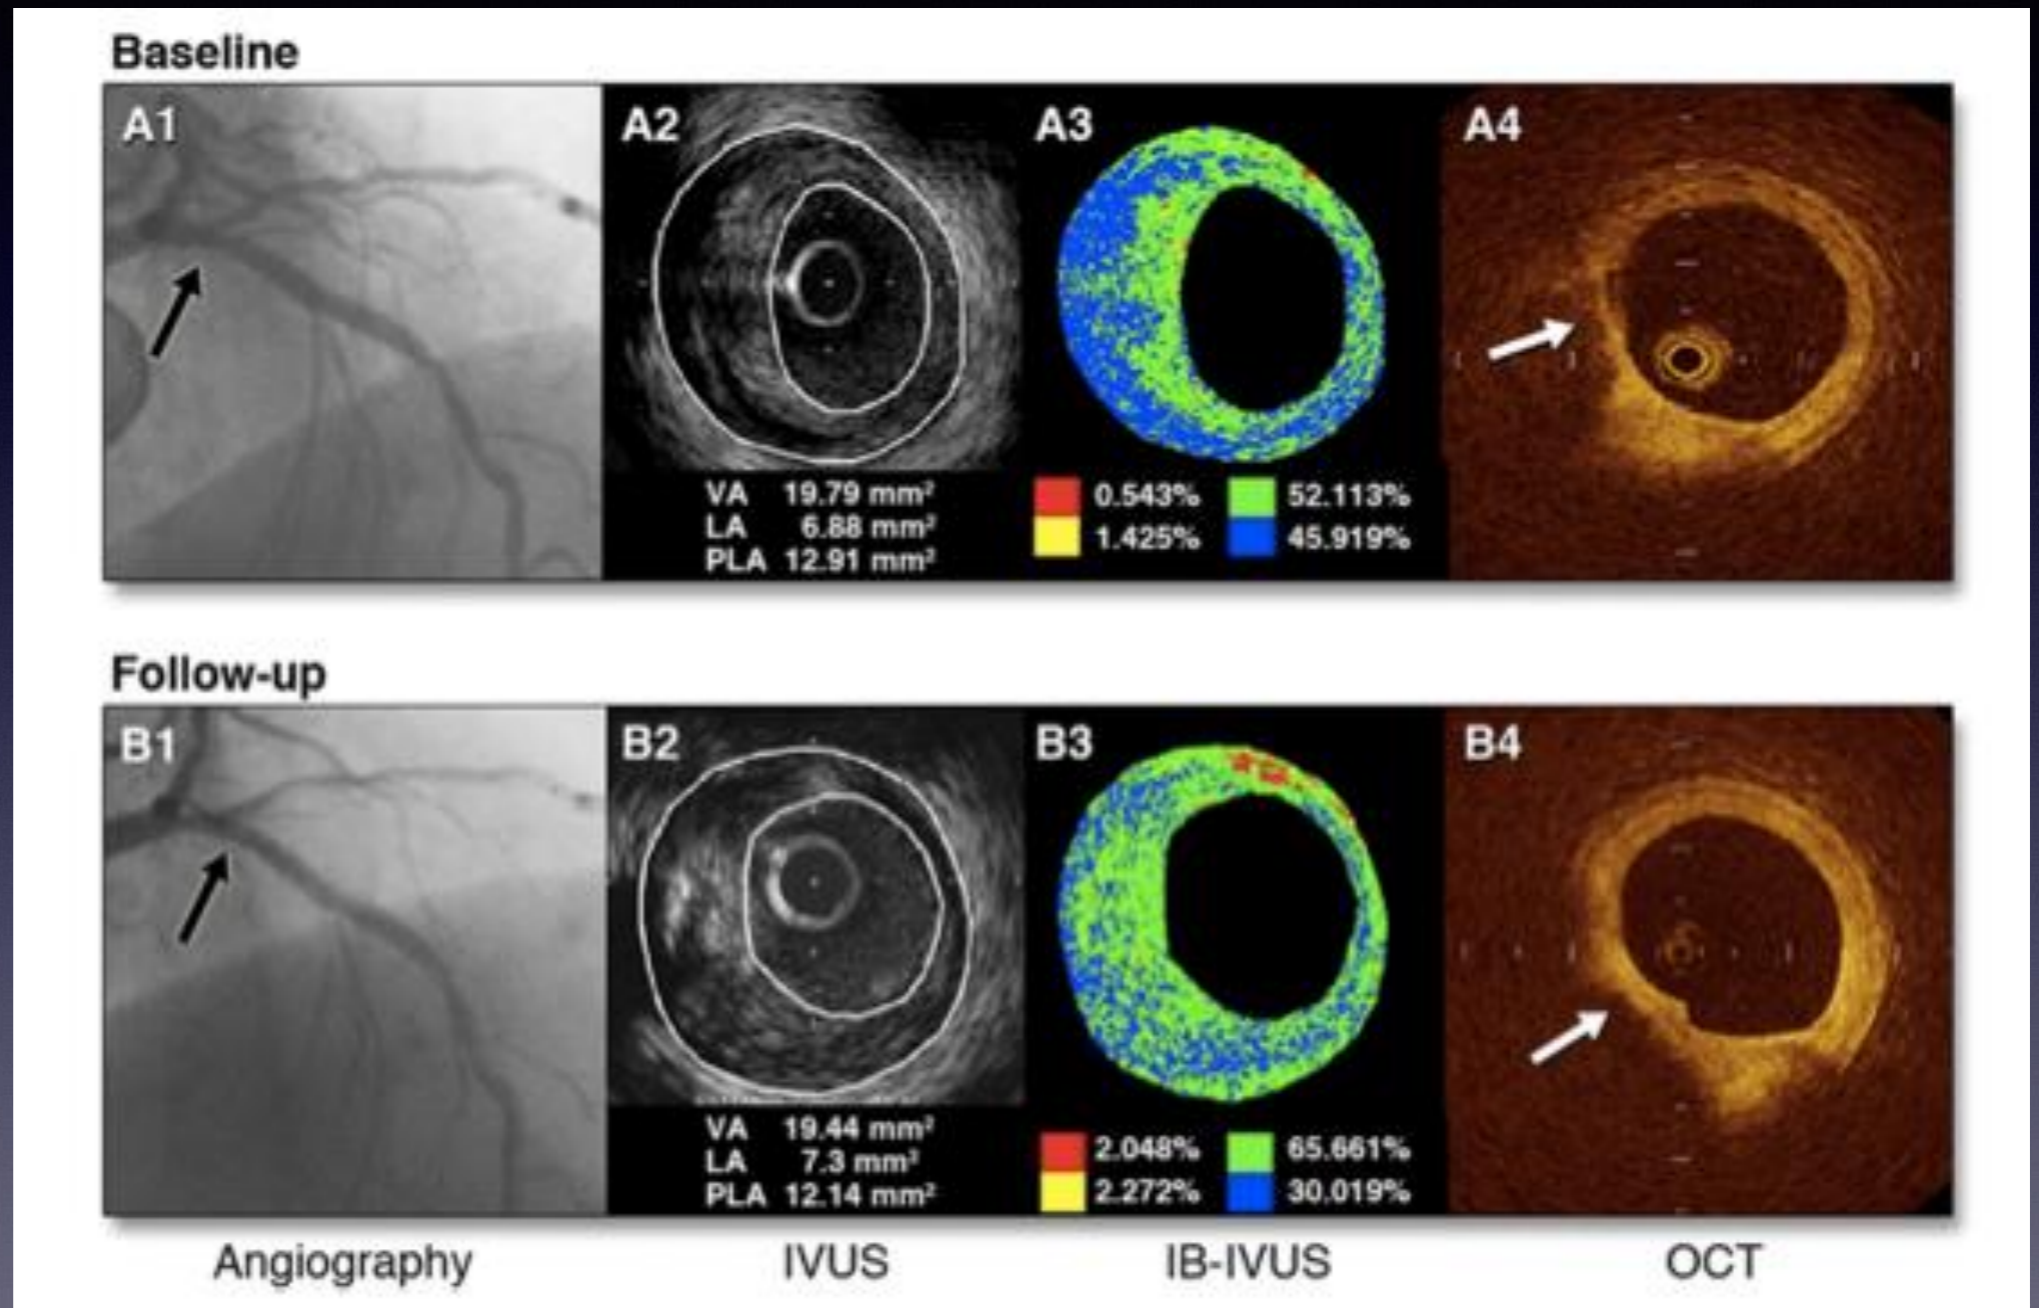 Baseline
A1 A2 A3 A4
VA 19.79 mm²
LA 6.88 mm²
PLA 12.91 mm²
0.543% 52.113%
1.425% 45.919%
Follow-up
B1 B2 B3 B4
VA 19.44 mm²
LA 7.3 mm²
PLA 12.14 mm²
2.048% 65.661%
2.272% 30.019%
Angiography IVUS IB-IVUS OCT